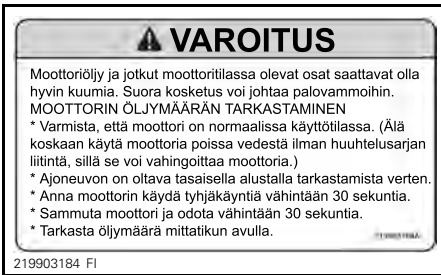 VAROITUS
Moottoriöljy ja jotkut moottoritilassa olevat osat saattavat olla
hyvin kuumia. Suora kosketus voi johtaa palovammoihin.
MOOTTORIN ÖLJYMÄÄRÄN TARKASTAMINEN
* Varmista, että moottori on normaalissa käyttötilassa. (Älä
koskaan käytä moottoria poissa vedestä ilman huuhtelusarjan
liitintä, sillä se voi vahingoittaa moottoria.)
* Ajoneuvon on oltava tasaisella alustalla tarkastamista verten.
* Anna moottorin käydä tyhjäkäyntiä vähintään 30 sekuntia.
* Sammuta moottori ja odota vähintään 30 sekuntia.
* Tarkasta öljymäärä mittatikun avulla.
219903184 FI